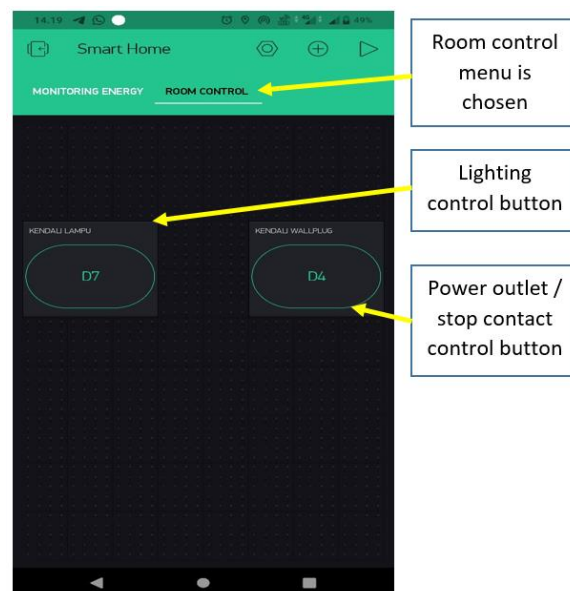 14.19
49%
Smart Home
MONITORING ENERGY
ROOM CONTROL
KENDALI LAMPU
D7
KENDALI WALLPLUG
D4
Room control
menu is
chosen
Lighting
control button
Power outlet /
stop contact
control button